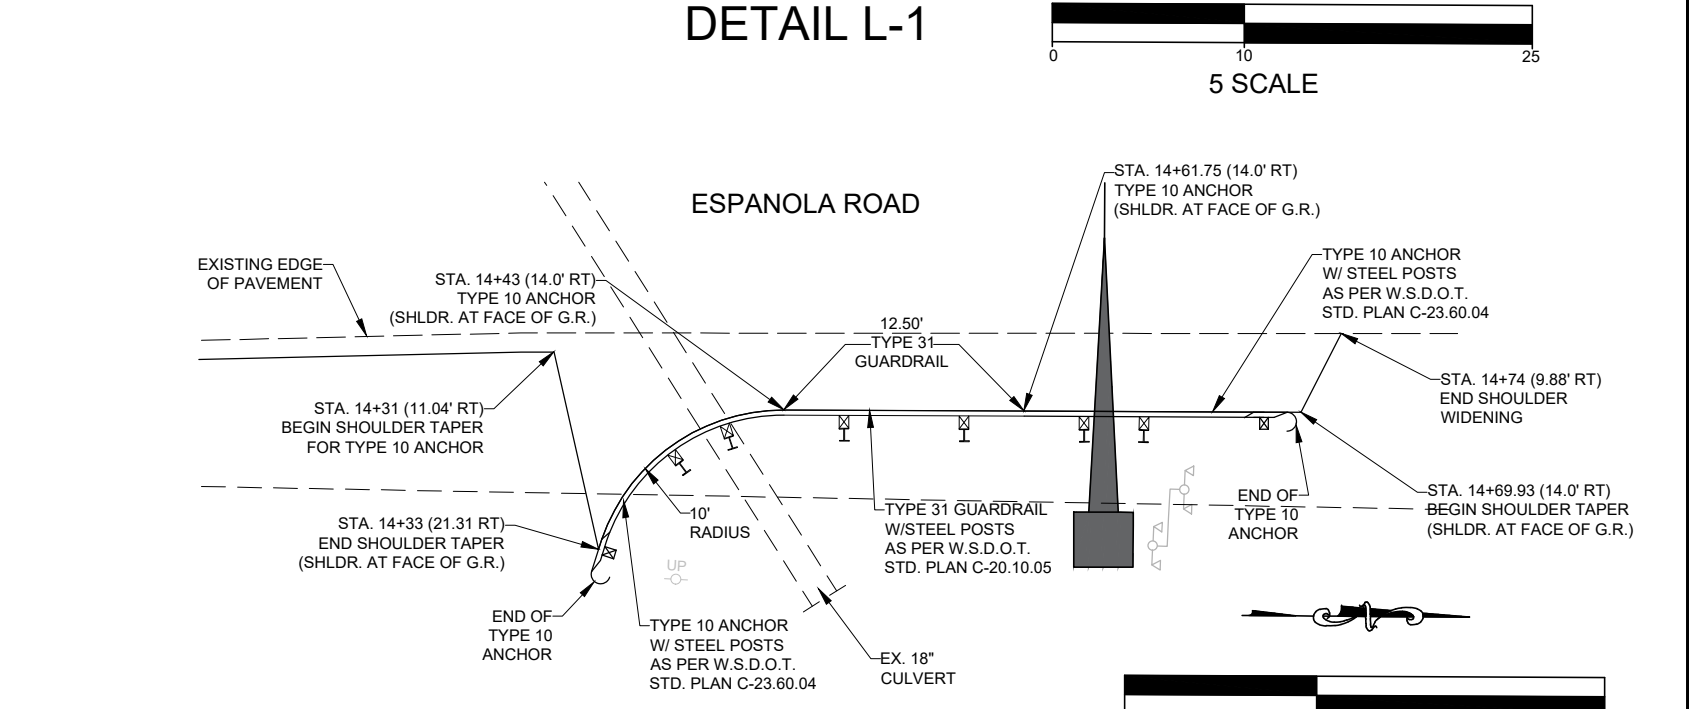 DETAIL L-1
0
10
25
5 SCALE
ESPANOLA ROAD
STA. 14+61.75 (14.0' RT)
TYPE 10 ANCHOR
(SHLDR. AT FACE OF G.R.)
EXISTING EDGE
OF PAVEMENT
STA. 14+43 (14.0' RT)
TYPE 10 ANCHOR
(SHLDR. AT FACE OF G.R.)
TYPE 10 ANCHOR
W/ STEEL POSTS
AS PER W.S.D.O.T.
STD. PLAN C-23.60.04
12.50'
TYPE 31
GUARDRAIL
STA. 14+31 (11.04' RT)
BEGIN SHOULDER TAPER
FOR TYPE 10 ANCHOR
STA. 14+74 (9.88' RT)
END SHOULDER
WIDENING
STA. 14+33 (21.31 RT)
END SHOULDER TAPER
(SHLDR. AT FACE OF G.R.)
10'
RADIUS
TYPE 31 GUARDRAIL
W/STEEL POSTS
AS PER W.S.D.O.T.
STD. PLAN C-20.10.05
END OF
TYPE 10
ANCHOR
STA. 14+69.93 (14.0' RT)
BEGIN SHOULDER TAPER
(SHLDR. AT FACE OF G.R.)
UP
END OF
TYPE 10
ANCHOR
TYPE 10 ANCHOR
W/ STEEL POSTS
AS PER W.S.D.O.T.
STD. PLAN C-23.60.04
EX. 18"
CULVERT